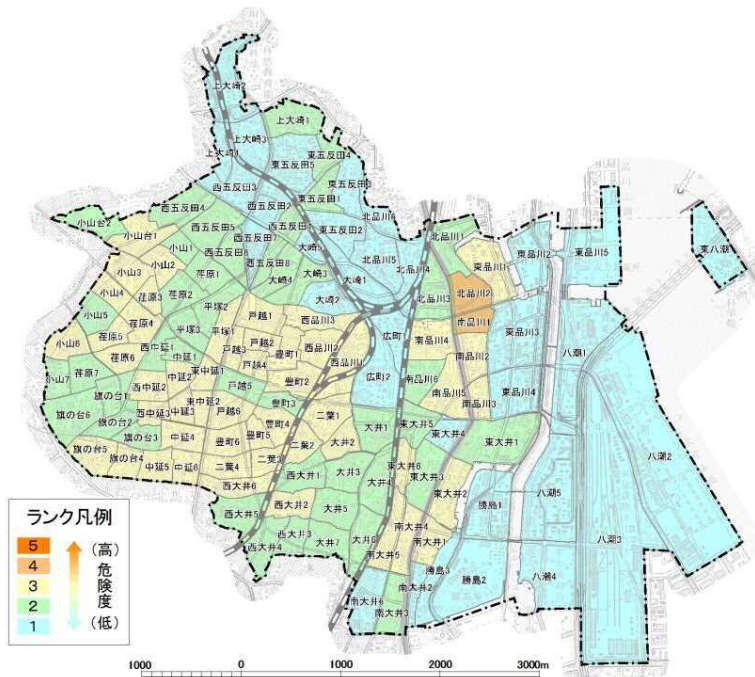 上大崎2
上大崎1
上大崎3
上大崎4
東五反田4
東五反田5
東五反田3
西五反田3
東五反田1
小山台2
西五反田4
西五反田2
北品川6
東五反田2
西五反田1
西五反田5
小山台1
西五反田7
大崎5
北品川5
北品川1
東品川1
東品川2
東品川5
東八潮
小山1
西五反田6
西五反田8
北品川4
小山3
小山2
荏原1
大崎4
大崎3
大崎1
小山4
荏原3
荏原2
大崎2
北品川3
北品川2
小山5
平塚2
戸越1
西品川3
広町1
南品川1
荏原4
平塚3
平塚1
東品川3
荏原5
戸越2
西品川2
南品川4
小山6
西中延1
戸越3
豊町1
西品川1
南品川2
八潮1
荏原6
中延1
戸越4
小山7
荏原7
東中延1
西中延2
戸越5
豊町2
広町2
南品川6
南品川5
東品川4
旗の台1
東中延2
豊町3
南品川3
旗の台6
西中延3
中延3
戸越6
二葉1
旗の台2
豊町4
大井1
東大井5
東大井4
旗の台3
中延4
豊町6
豊町5
二葉2
大井2
東大井1
旗の台5
二葉3
八潮2
旗の台4
中延5
中延6
二葉4
東大井6
西大井6
西大井1
大井3
大井4
東大井3
東大井2
八潮5
西大井5
西大井2
大井5
勝島1
南大井4
西大井3
大井7
大井6
南大井1
八潮3
西大井4
南大井5
勝島3
勝島2
八潮4
南大井2
南大井6
南大井3
ランク凡例
5
4
3
2
1
(高)
危険度
(低)
1000
0
1000
2000
3000m